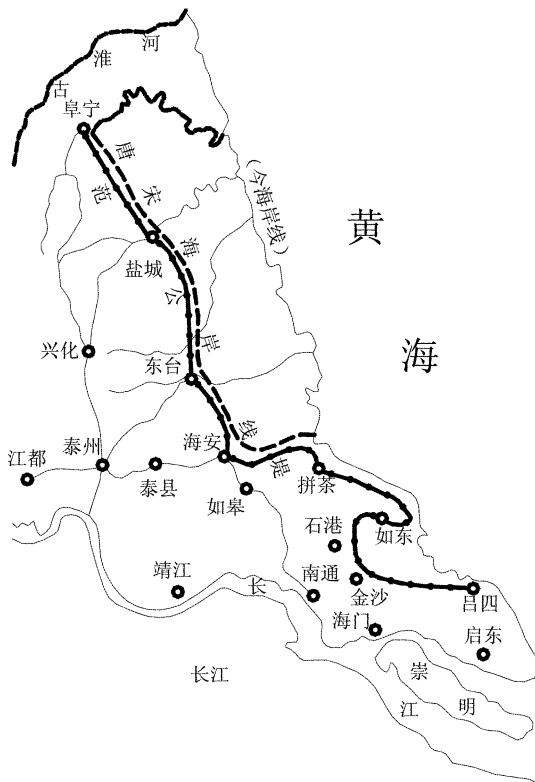 古淮河
阜宁
唐宋海岸线
范公堤
(今海岸线)
黄海
盐城
兴化
东台
海安
泰州
江都
泰县
如皋
拼茶
石港
如东
靖江
长江
南通
金沙
吕四
海门
启东
崇明
长江